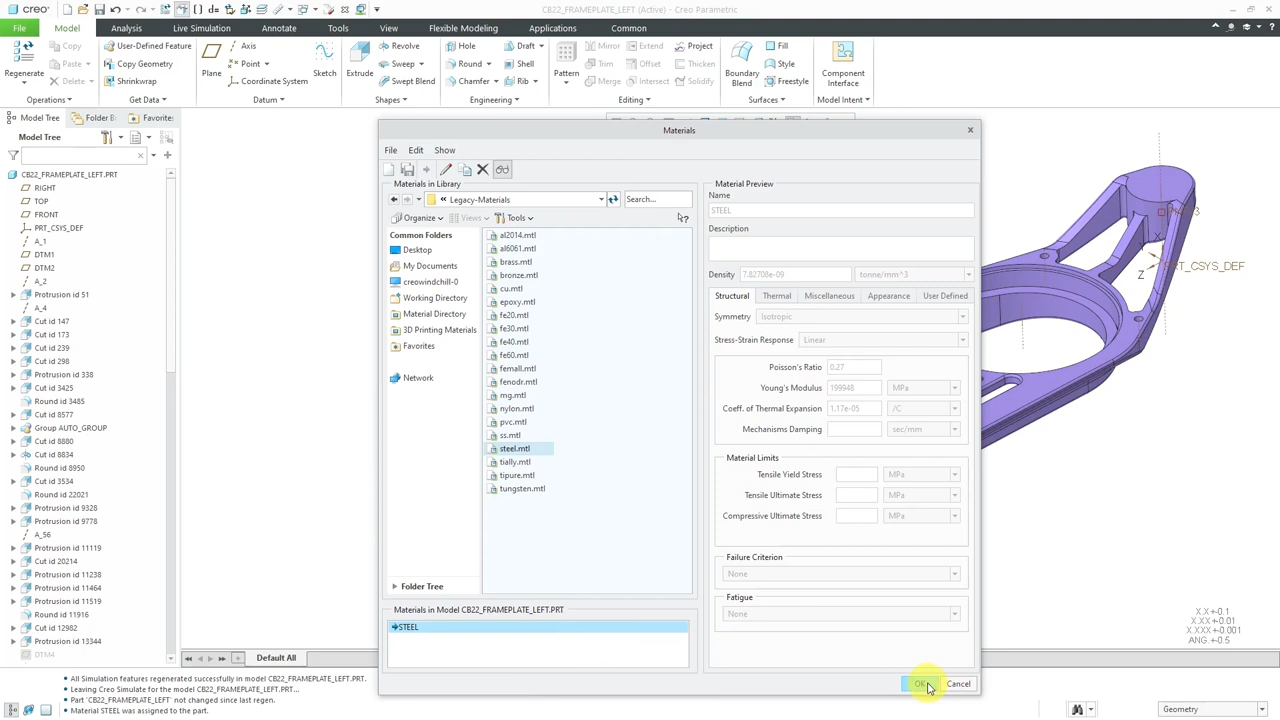 creo
CB22_FRAMEPLATE_LEFT (Active) - Creo Parametric
File Model Analysis Live Simulation Annotate Tools View Flexible Modeling Applications Common
Regenerate
Copy
Paste
Delete
Operations
User-Defined Feature
Copy Geometry
Shrinkwrap
Get Data
Plane
Axis
Point
Coordinate System
Sketch
Datum
Extrude
Revolve
Sweep
Swept Blend
Shapes
Hole
Round
Chamfer
Draft
Shell
Rib
Engineering
Pattern
Mirror
Trim
Merge
Extend
Offset
Intersect
Project
Thicken
Solidify
Editing
Boundary
Blend
Fill
Style
Freestyle
Surfaces
Component
Interface
Model Intent
Model Tree
Folder B
Favorite:
Model Tree
CB22_FRAMEPLATE_LEFT.PRT
RIGHT
TOP
FRONT
PRT_CSYS_DEF
A_1
DTM1
DTM2
A_2
Protrusion id 51
A_4
Cut id 147
Cut id 173
Cut id 239
Cut id 298
Protrusion id 338
Cut id 3425
Round id 3485
Cut id 8577
Group AUTO_GROUP
Cut id 8880
Cut id 8834
Round id 8950
Cut id 3534
Round id 22021
Protrusion id 9328
Protrusion id 9778
A_56
Protrusion id 11119
Cut id 20214
Protrusion id 11238
Protrusion id 11464
Protrusion id 11519
Round id 11916
Cut id 12982
Protrusion id 13344
DTM4
Materials
File Edit Show
Materials in Library
« Legacy-Materials
Search...
Organize
Views
Tools
Common Folders
Desktop
My Documents
creowindchill-0
Working Directory
Material Directory
3D Printing Materials
Favorites
Network
Folder Tree
al2014.mtl
al6061.mtl
brass.mtl
bronze.mtl
cu.mtl
epoxy.mtl
fe20.mtl
fe30.mtl
fe40.mtl
fe60.mtl
femall.mtl
fenodr.mtl
mg.mtl
nylon.mtl
pvc.mtl
ss.mtl
steel.mtl
tially.mtl
tipure.mtl
tungsten.mtl
Materials in Model CB22_FRAMEPLATE_LEFT.PRT
STEEL
Material Preview
Name
STEEL
Description
Density 7.82708e-09 tonne/mm^3
Structural Thermal Miscellaneous Appearance User Defined
Symmetry Isotropic
Stress-Strain Response Linear
Poisson's Ratio 0.27
Young's Modulus 199948 MPa
Coeff. of Thermal Expansion 1.17e-05 /C
Mechanisms Damping sec/mm
Material Limits
Tensile Yield Stress MPa
Tensile Ultimate Stress MPa
Compressive Ultimate Stress MPa
Failure Criterion
None
Fatigue
None
OK Cancel
X
Z
PRT_CSYS_DEF
X.X+-0.1
X.XX+-0.01
X.XXX+-0.001
ANG.+-0.5
Default All
• All Simulation features regenerated successfully in model CB22_FRAMEPLATE_LEFT.PRT.
• Leaving Creo Simulate for the model CB22_FRAMEPLATE_LEFT.PRT...
• Part 'CB22_FRAMEPLATE_LEFT' not changed since last regen.
• Material STEEL was assigned to the part.
Geometry